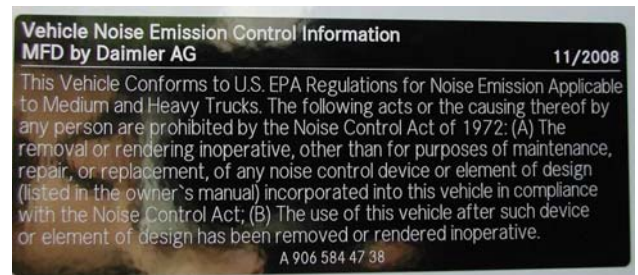 Vehicle Noise Emission Control Information
MFD by Daimler AG 11/2008
This Vehicle Conforms to U.S. EPA Regulations for Noise Emission Applicable
to Medium and Heavy Trucks. The following acts or the causing thereof by
any person are prohibited by the Noise Control Act of 1972: (A) The
removal or rendering inoperative, other than for purposes of maintenance,
repair, or replacement, of any noise control device or element of design
(listed in the owner`s manual) incorporated into this vehicle in compliance
with the Noise Control Act; (B) The use of this vehicle after such device
or element of design has been removed or rendered inoperative.
A 906 584 47 38